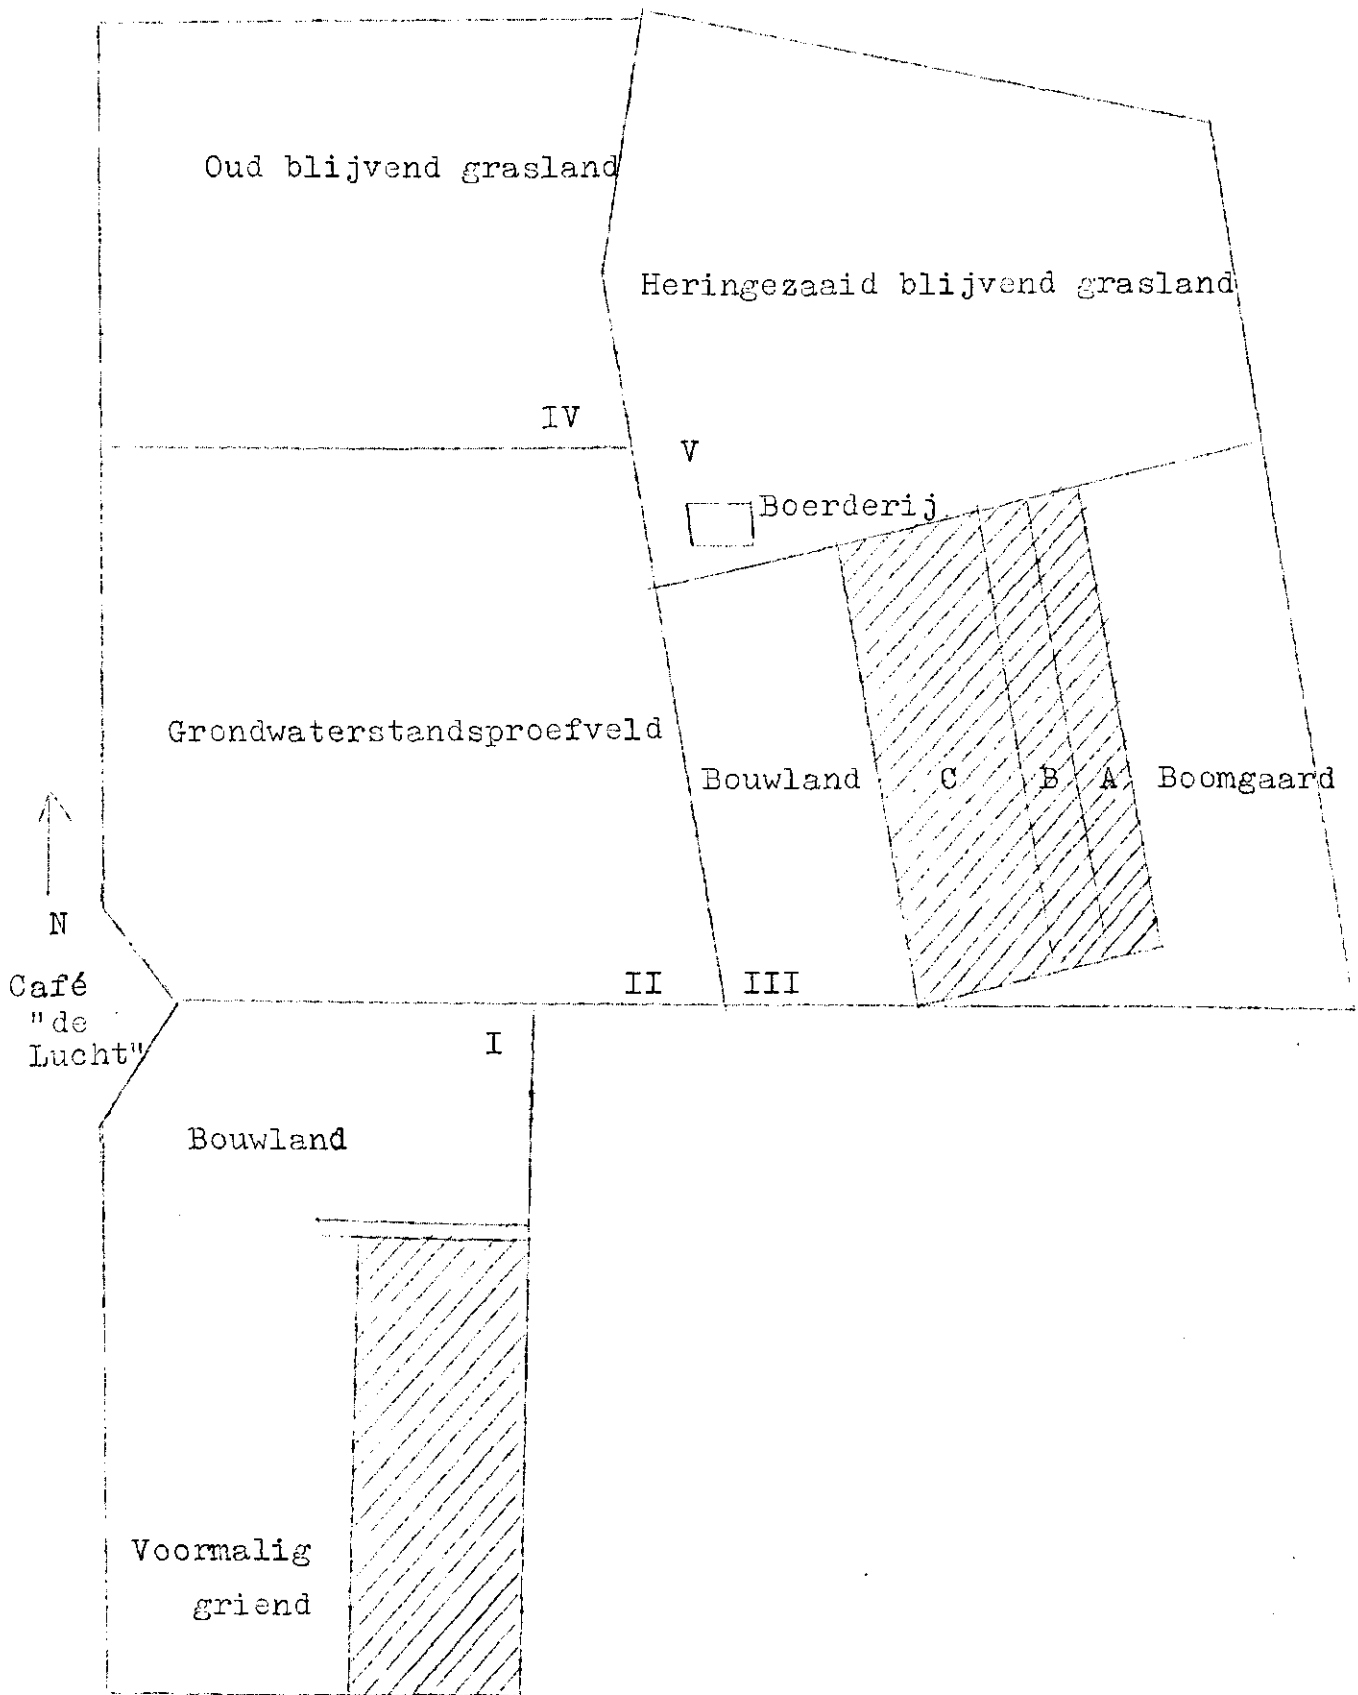 Oud blijvend grasland
Heringezaaid blijvend grasland
IV
V
Boerderij
Grondwaterstandsproefveld
Bouwland
C
B
A
Boomgaard
N
Café
"de
Lucht"
II
III
I
Bouwland
Voormalig
griend